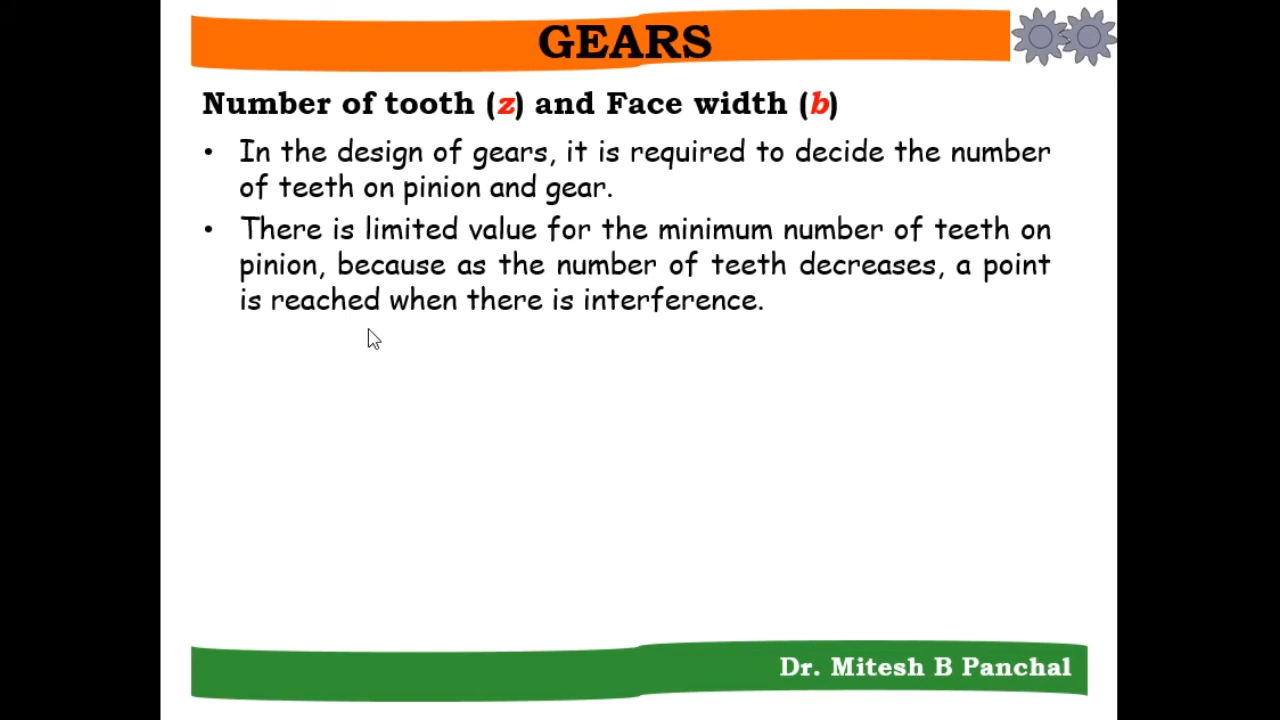 GEARS
Number of tooth (z) and Face width (b)
• In the design of gears, it is required to decide the number
of teeth on pinion and gear.
• There is limited value for the minimum number of teeth on
pinion, because as the number of teeth decreases, a point
is reached when there is interference.
Dr. Mitesh B Panchal